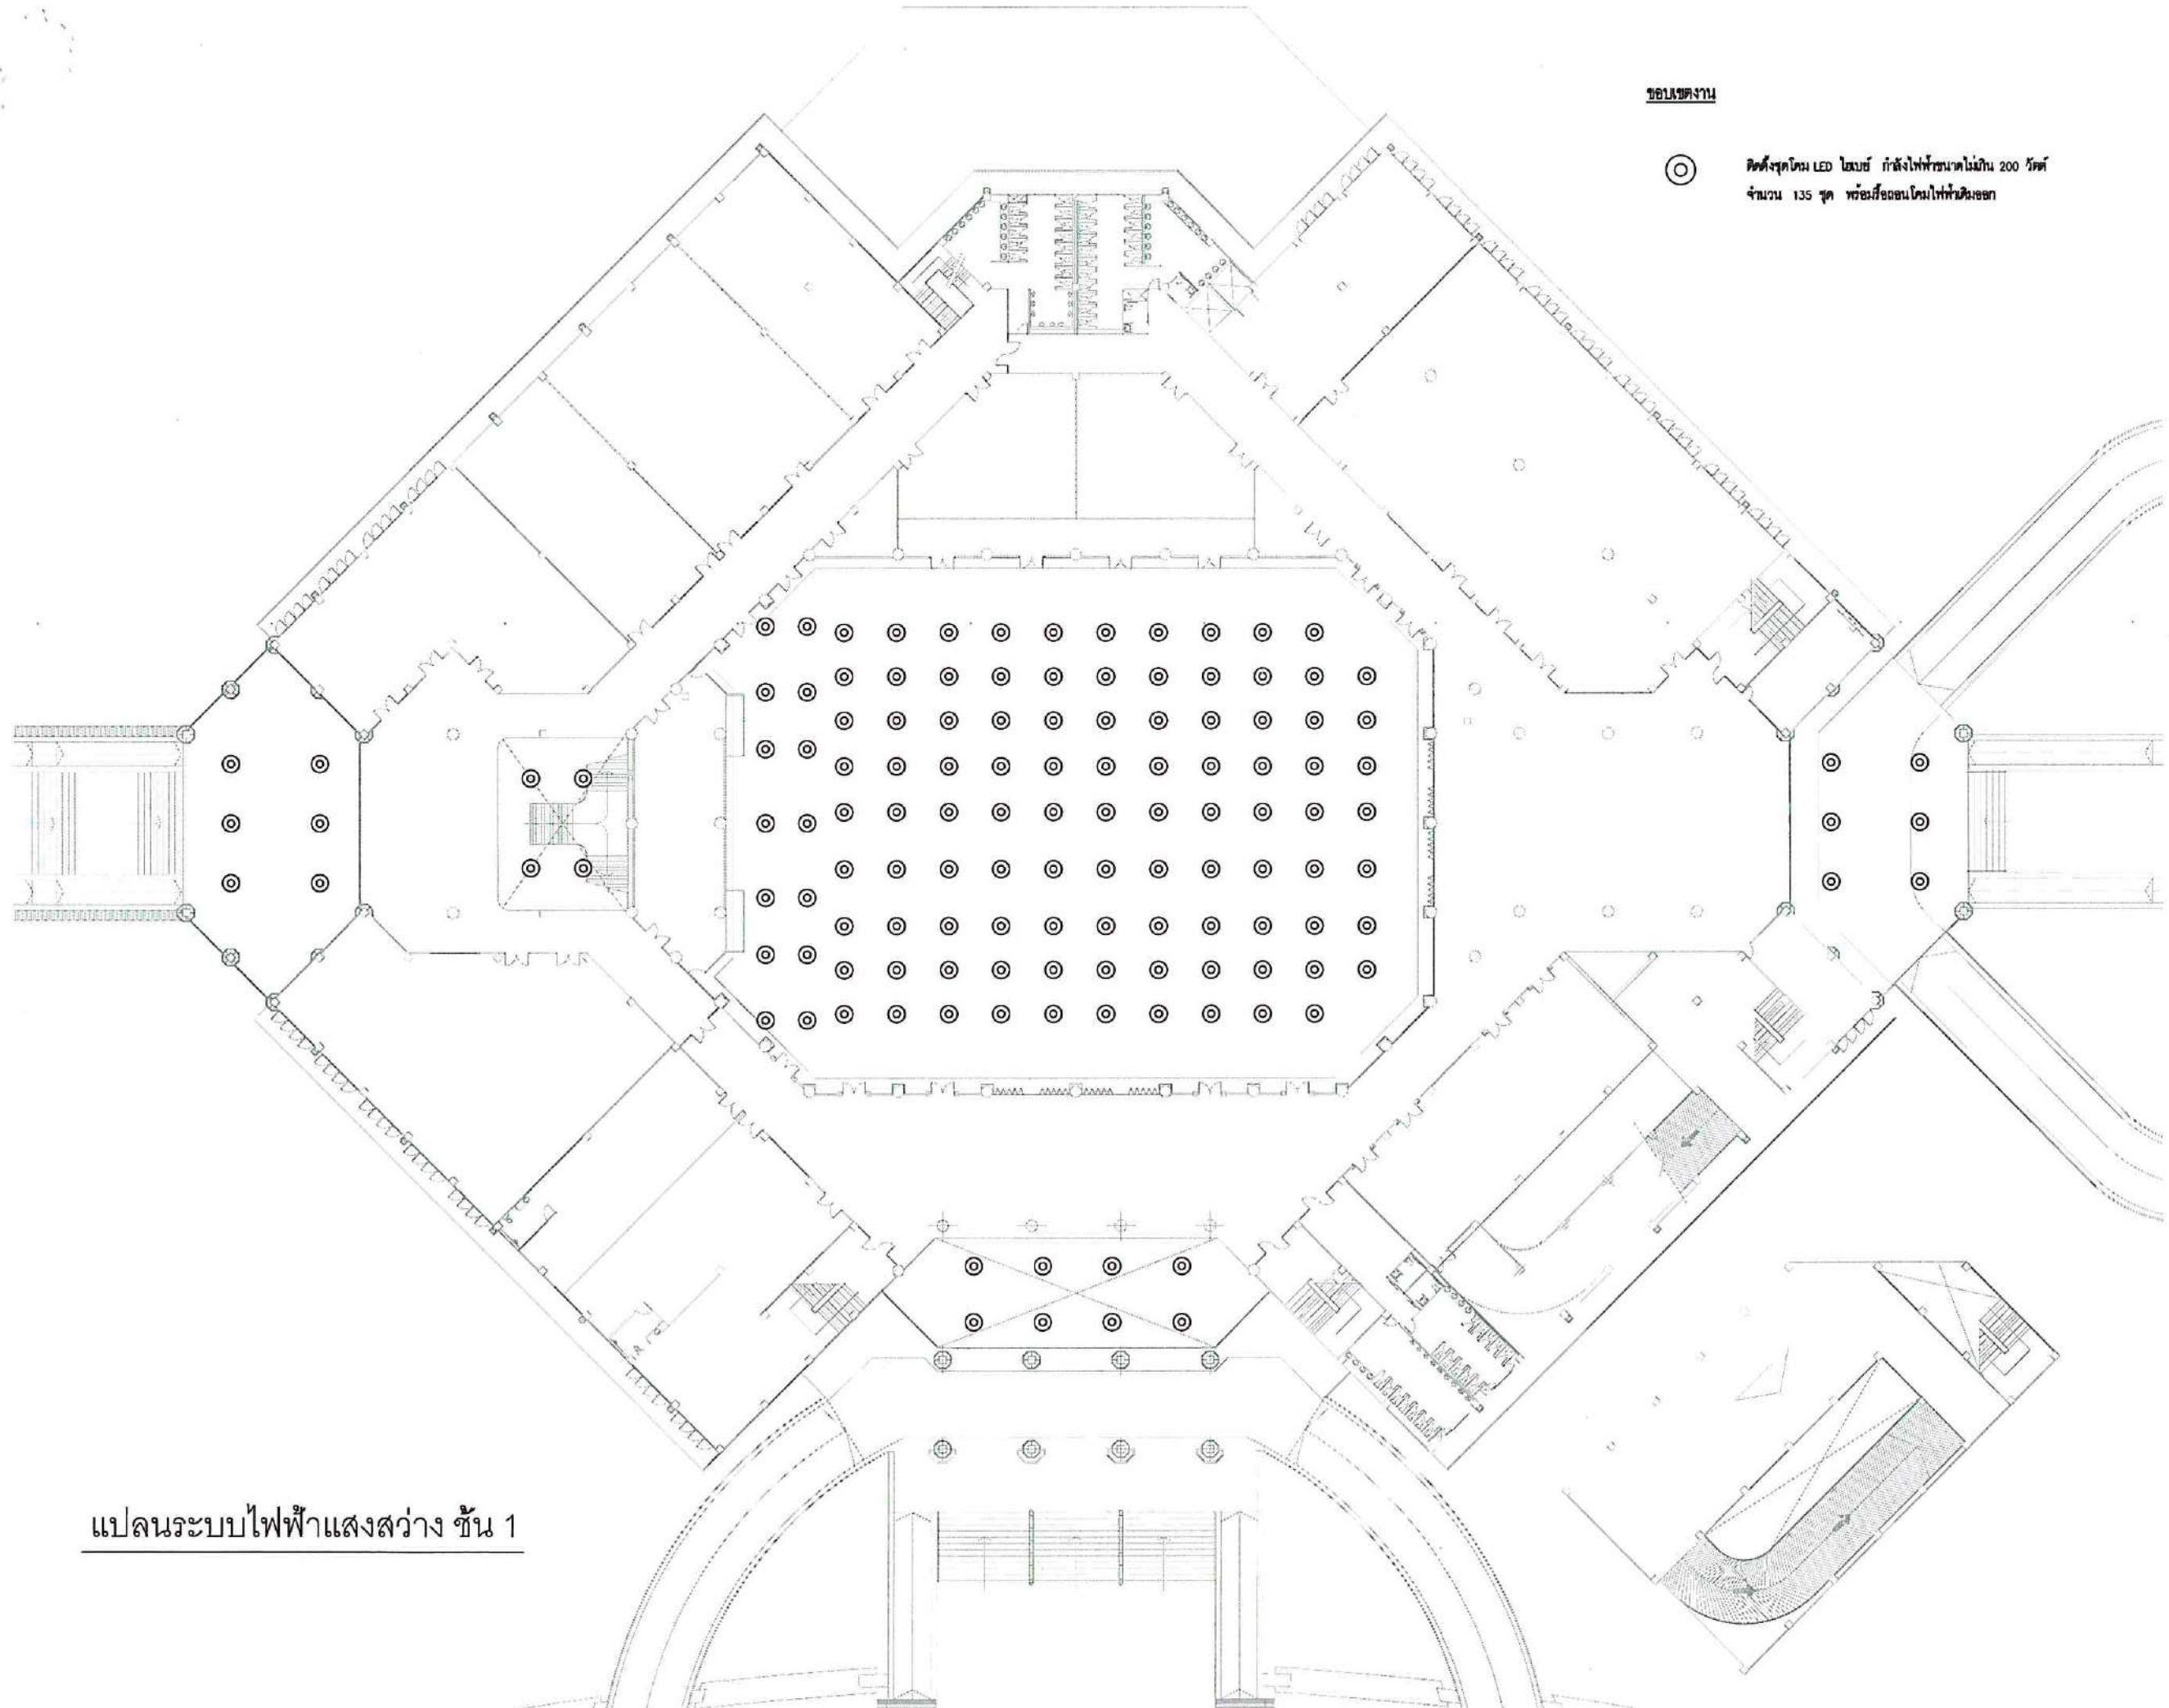 ขอบเขตงาน
ติดตั้งชุดโคม LED ไฮเบย์ กำลังไฟฟ้าขนาดไม่เกิน 200 วัตต์
จำนวน 135 ชุด พร้อมรื้อถอนโคมไฟฟ้าเดิมออก
แปลนระบบไฟฟ้าแสงสว่าง ชั้น 1